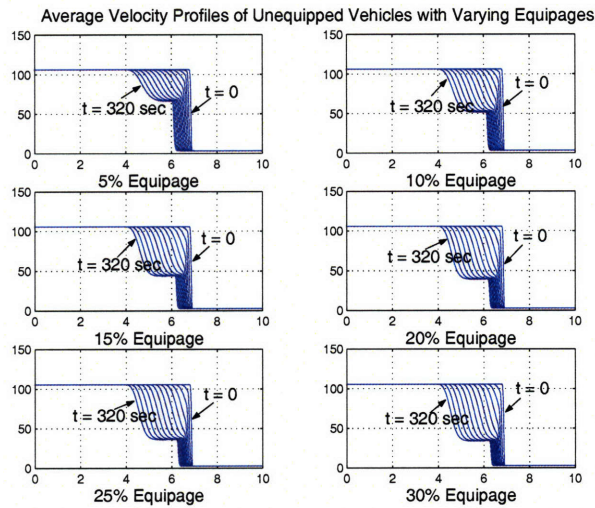 Average Velocity Profiles of Unequipped Vehicles with Varying Equipages
150
100
50
0
0 2 4 6 8 10
t = 320 sec
t = 0
5% Equipage
150
100
50
0
0 2 4 6 8 10
t = 320 sec
t = 0
10% Equipage
150
100
50
0
0 2 4 6 8 10
t = 320 sec
t = 0
15% Equipage
150
100
50
0
0 2 4 6 8 10
t = 320 sec
t = 0
20% Equipage
150
100
50
0
0 2 4 6 8 10
t = 320 sec
t = 0
25% Equipage
150
100
50
0
0 2 4 6 8 10
t = 320 sec
t = 0
30% Equipage